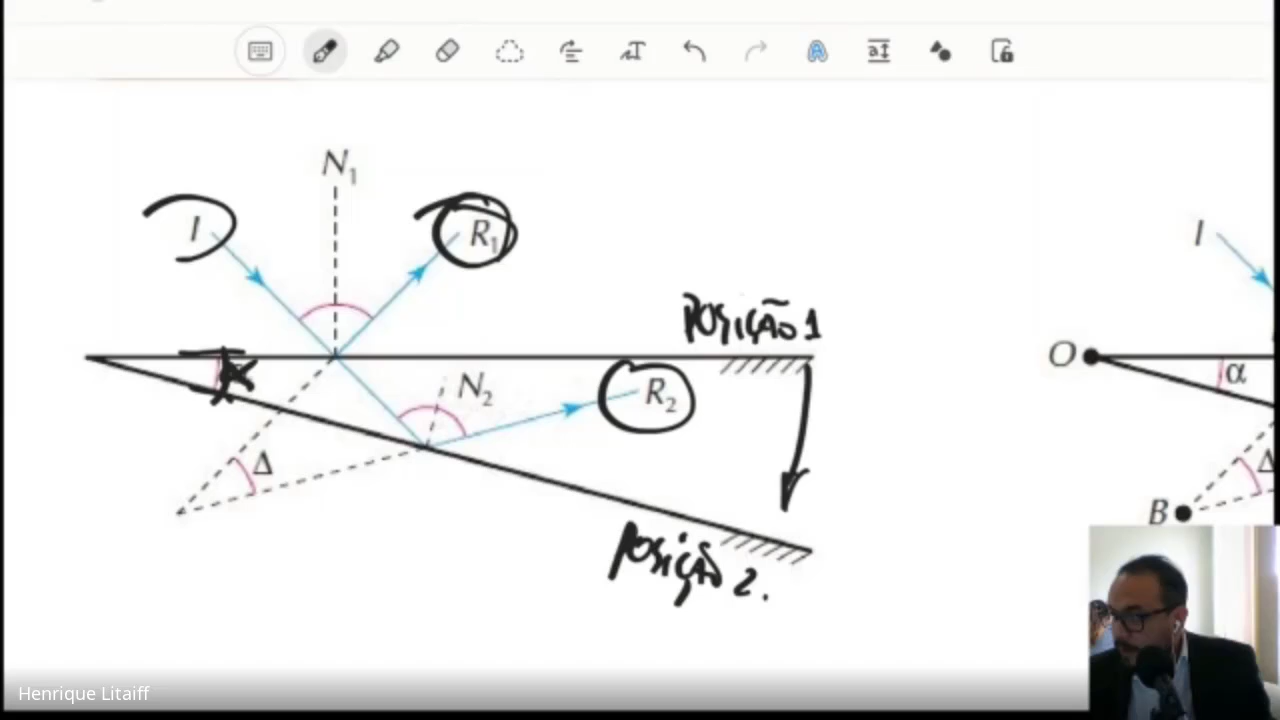 N₁
I
R₁
I
POSIÇÃO 1
O
α
N₂
R₂
α
Δ
Δ
B
POSIÇÃO 2.
Henrique Litaiff